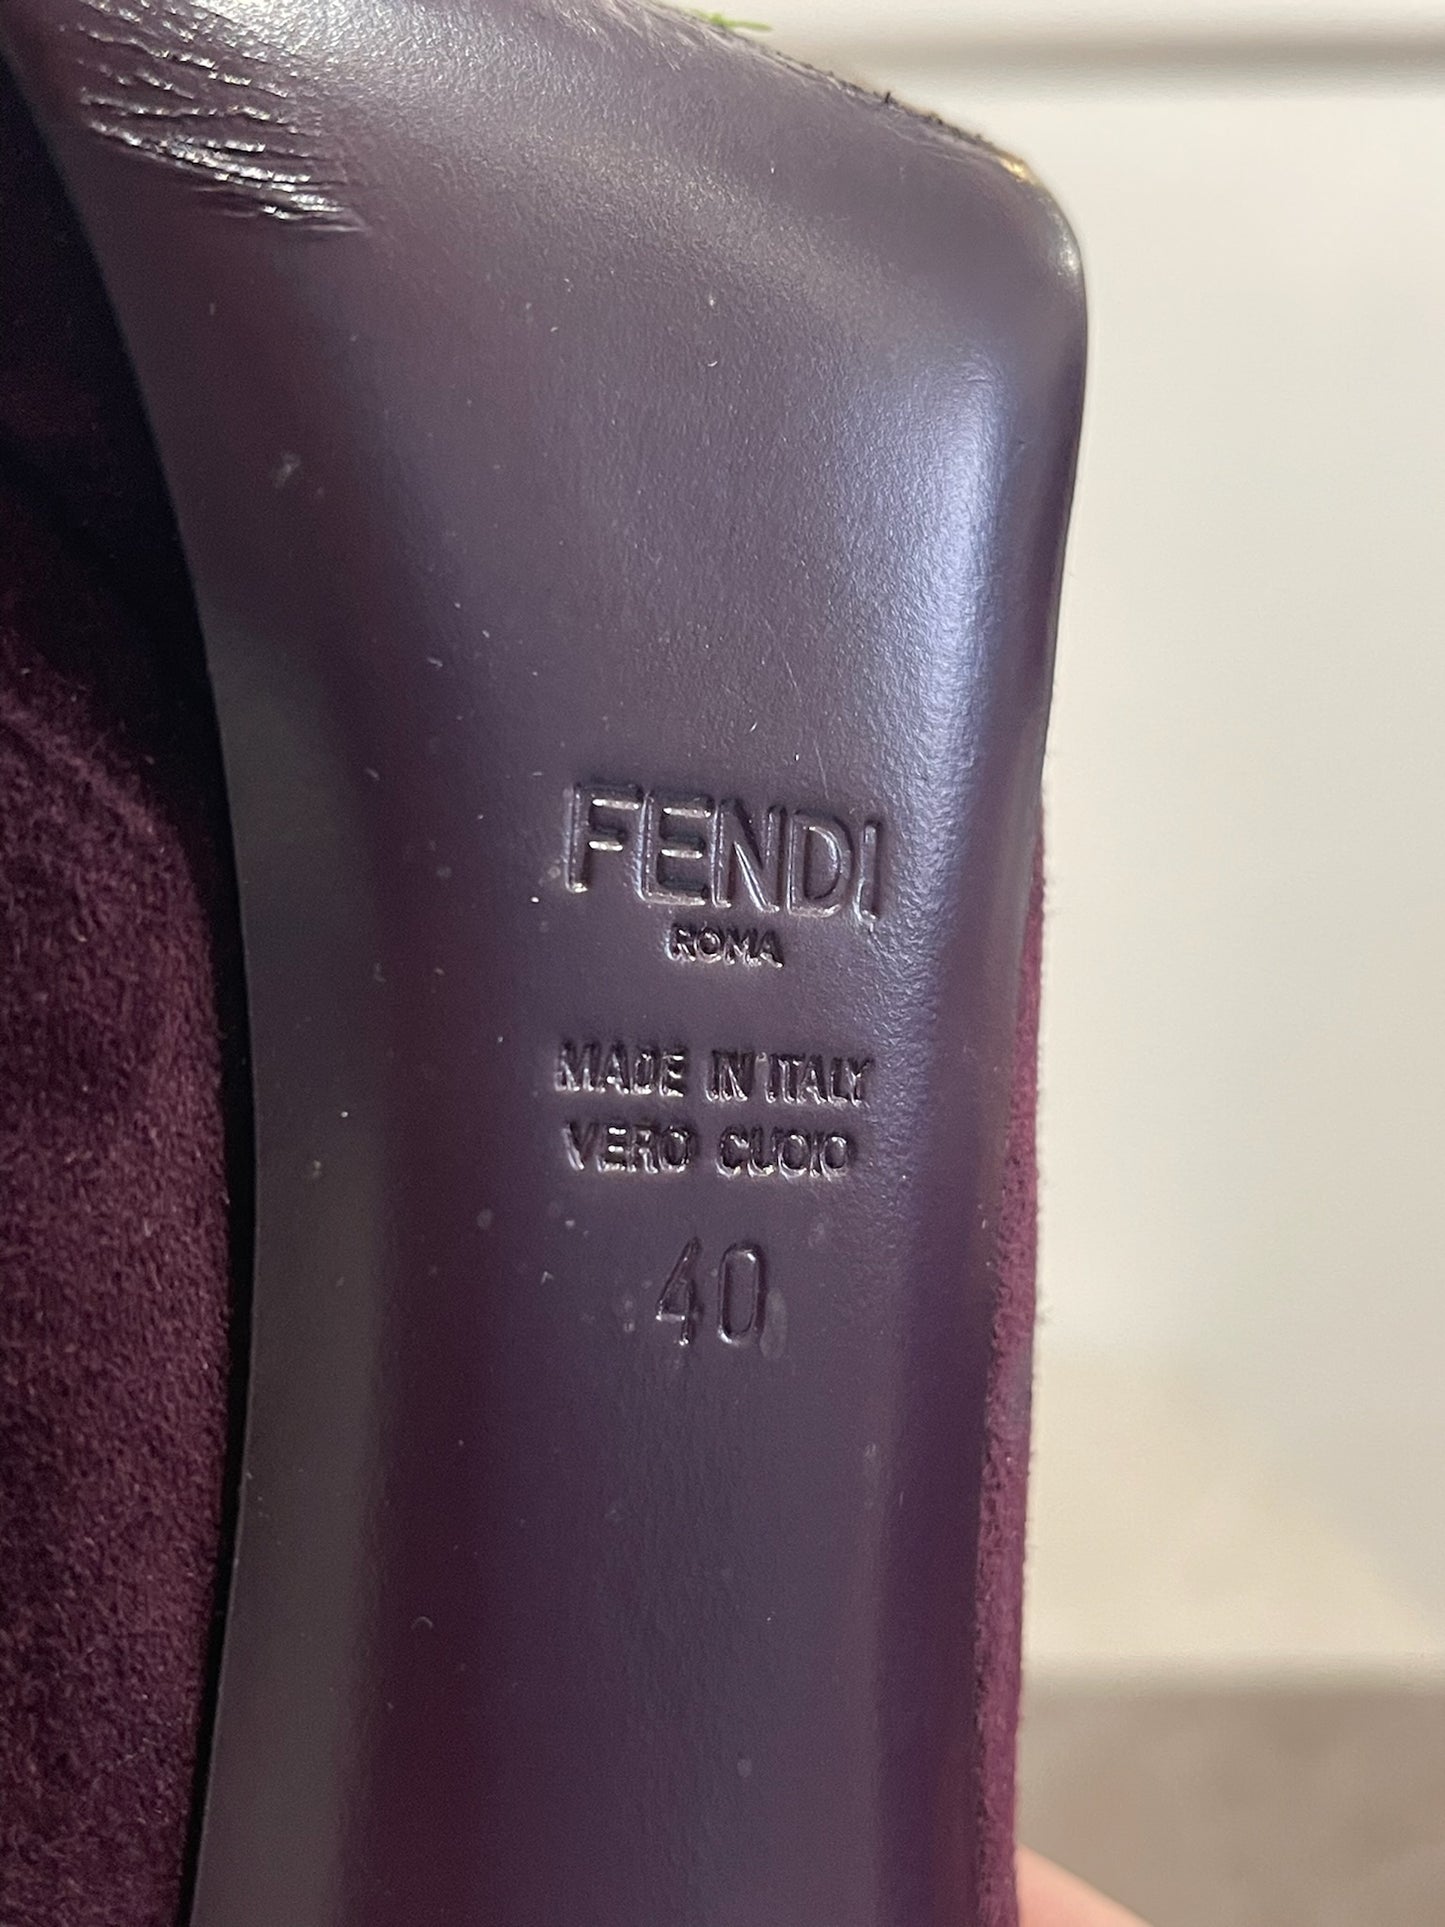 FENDI
ROMA
MADE IN ITALY
VERO CUOIO
40